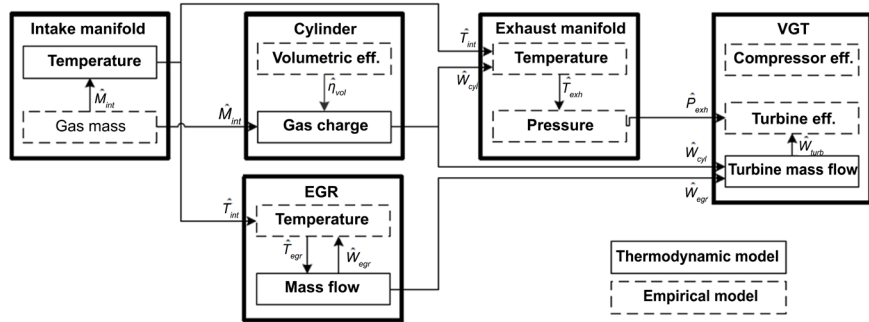 Intake manifold
Temperature
M̂int
Gas mass
M̂int
Cylinder
Volumetric eff.
η̂vol
Gas charge
T̂int
Ŵcyl
Exhaust manifold
Temperature
T̂exh
Pressure
P̂exh
VGT
Compressor eff.
Turbine eff.
Ŵturb
Turbine mass flow
Ŵcyl
Ŵegr
T̂int
EGR
Temperature
T̂egr
Ŵegr
Mass flow
Thermodynamic model
Empirical model